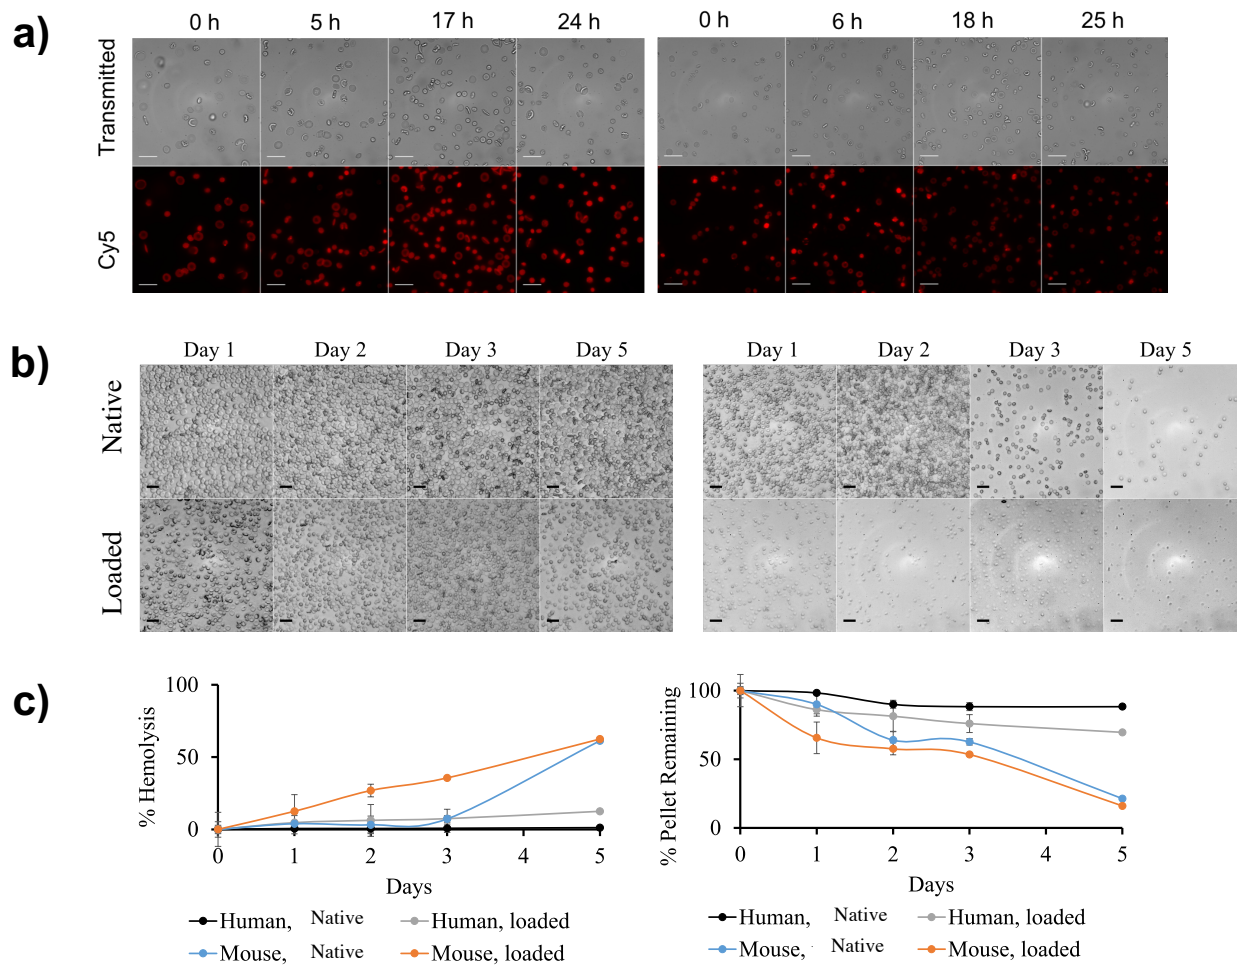 a)
0 h 5 h 17 h 24 h 0 h 6 h 18 h 25 h
Transmitted
Cy5
b)
Day 1 Day 2 Day 3 Day 5 Day 1 Day 2 Day 3 Day 5
Native
Loaded
c)
% Hemolysis
100
50
0
0 1 2 3 4 5
Days
Human, Native Human, loaded
Mouse, Native Mouse, loaded
% Pellet Remaining
100
50
0
0 1 2 3 4 5
Days
Human, Native Human, loaded
Mouse, Native Mouse, loaded